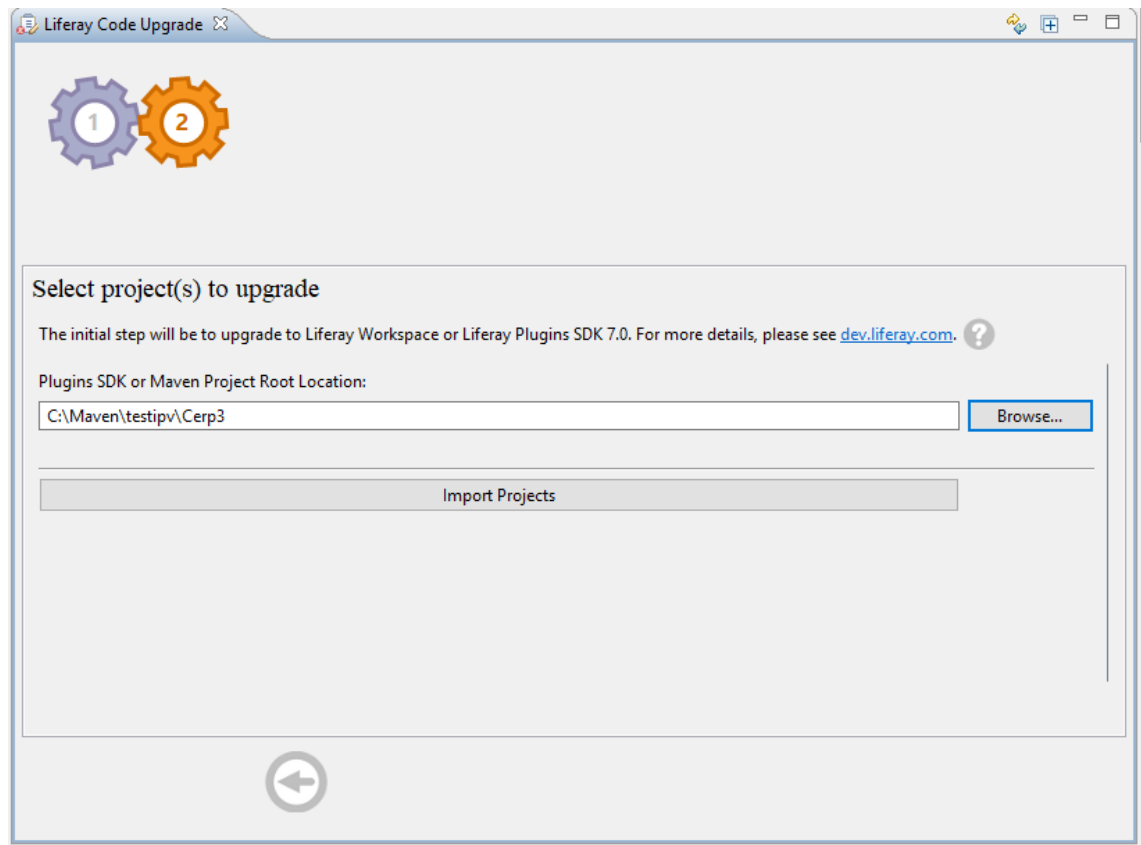 Liferay Code Upgrade
1 2
Select project(s) to upgrade
The initial step will be to upgrade to Liferay Workspace or Liferay Plugins SDK 7.0. For more details, please see dev.liferay.com. ?
Plugins SDK or Maven Project Root Location:
C:\Maven\testipv\Cerp3 Browse...
Import Projects